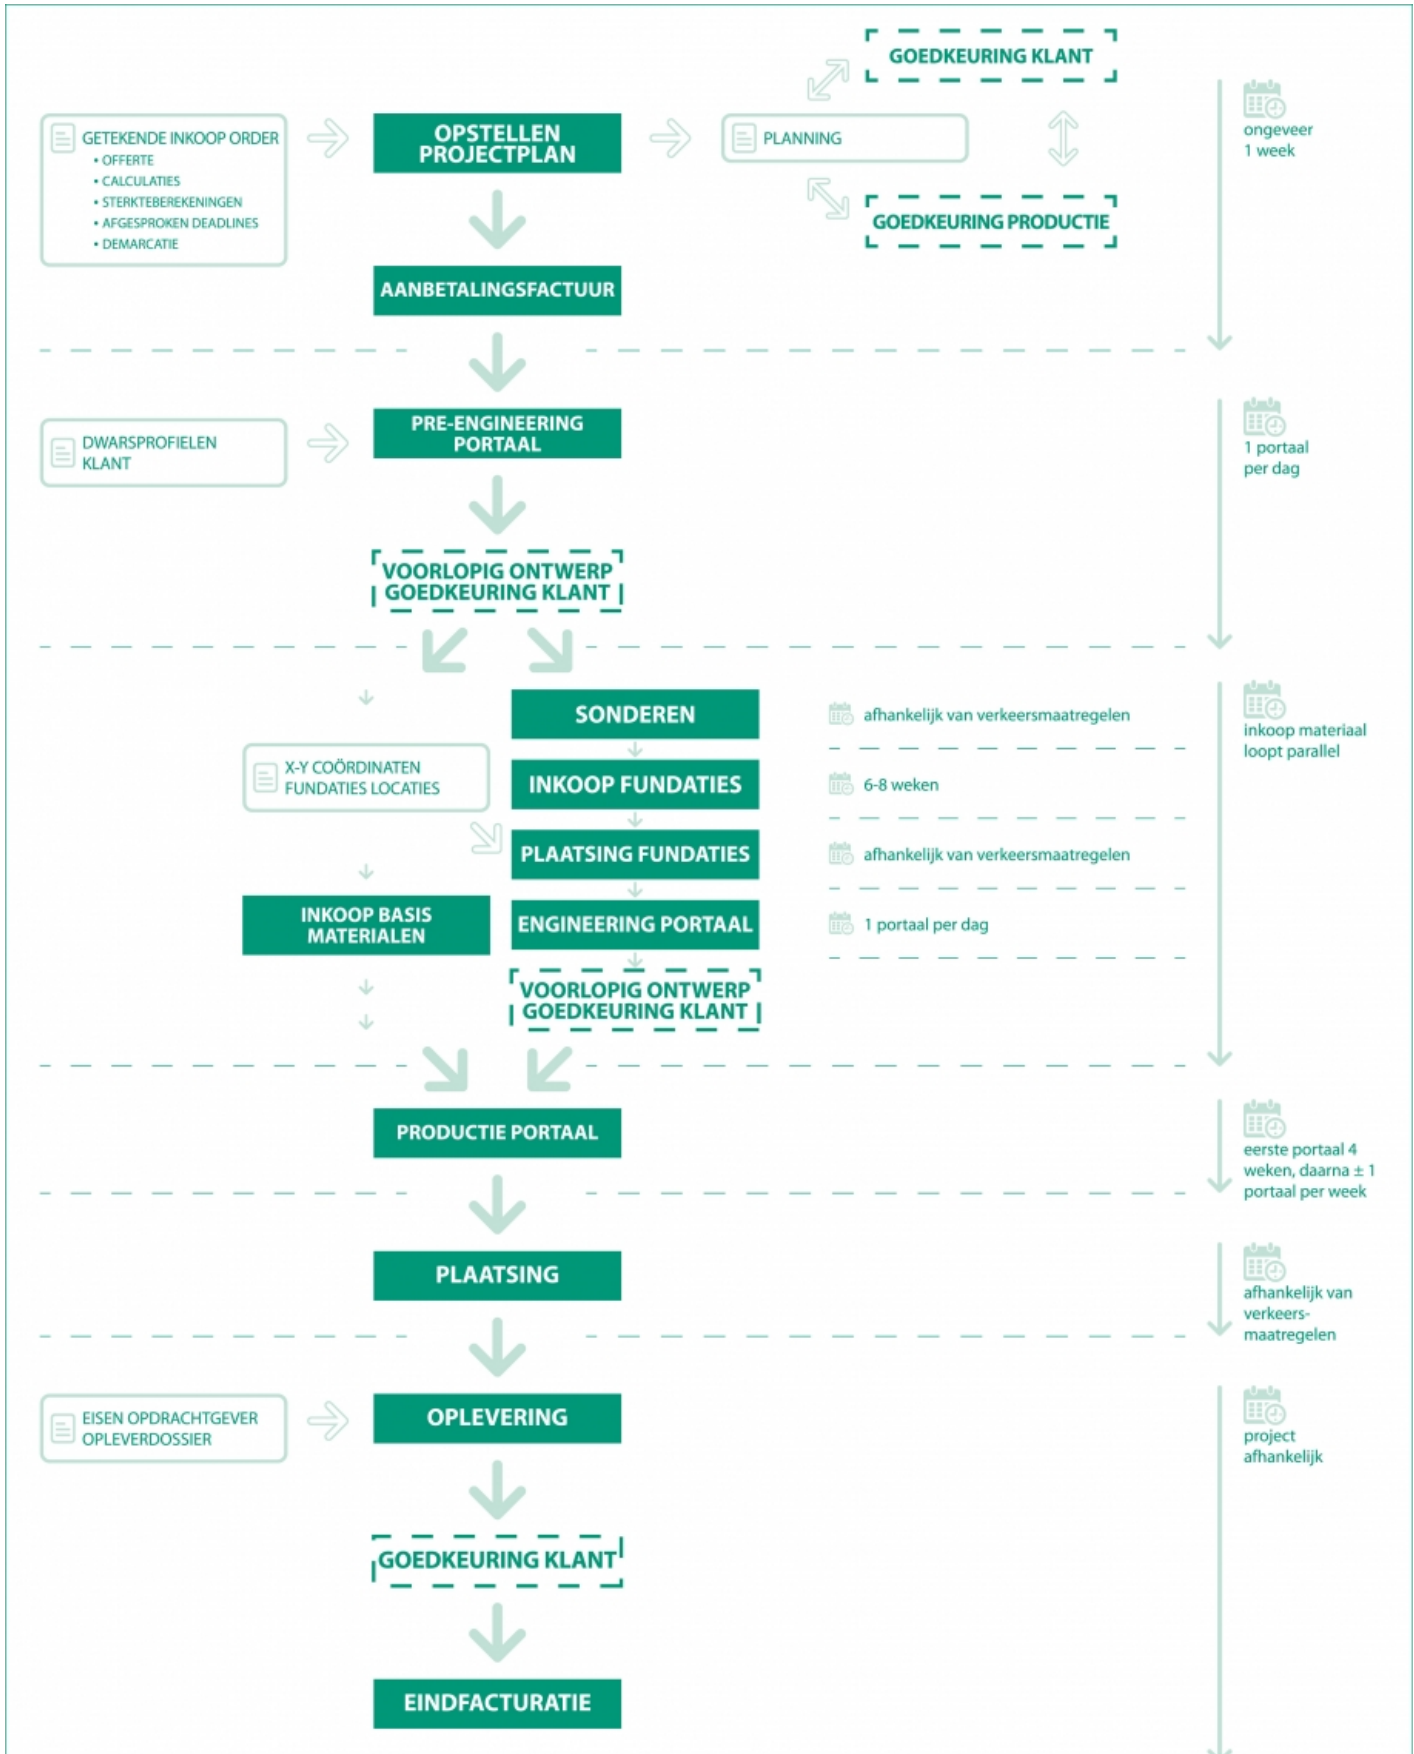 GOEDKEURING KLANT
GETEKENDE INKOOP ORDER
• OFFERTE
• CALCULATIES
• STERKTEBEREKENINGEN
• AFGESPROKEN DEADLINES
• DEMARCATIE
OPSTELLEN
PROJECTPLAN
PLANNING
ongeveer
1 week
GOEDKEURING PRODUCTIE
AANBETALINGSFACTUUR
DWARSPROFIELEN
KLANT
PRE-ENGINEERING
PORTAAL
1 portaal
per dag
VOORLOPIG ONTWERP
GOEDKEURING KLANT
SONDEREN
afhankelijk van verkeersmaatregelen
inkoop materiaal
loopt parallel
X-Y COÖRDINATEN
FUNDATIES LOCATIES
INKOOP FUNDATIES
6-8 weken
PLAATSING FUNDATIES
afhankelijk van verkeersmaatregelen
INKOOP BASIS
MATERIALEN
ENGINEERING PORTAAL
1 portaal per dag
VOORLOPIG ONTWERP
GOEDKEURING KLANT
PRODUCTIE PORTAAL
eerste portaal 4
weken, daarna ± 1
portaal per week
PLAATSING
afhankelijk van
verkeers-
maatregelen
EISEN OPDRACHTGEVER
OPLEVERDOSSIER
OPLEVERING
project
afhankelijk
GOEDKEURING KLANT
EINDFACTURATIE